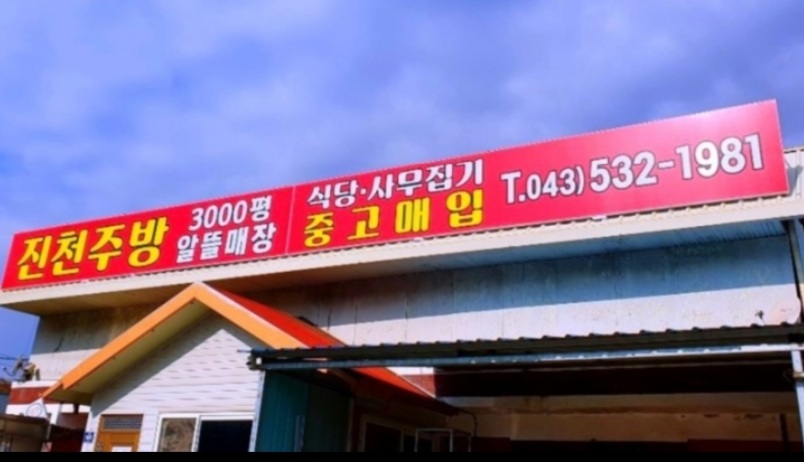 진천주방
3000평
알뜰매장
식당·사무집기
중고매입
T.043)532-1981